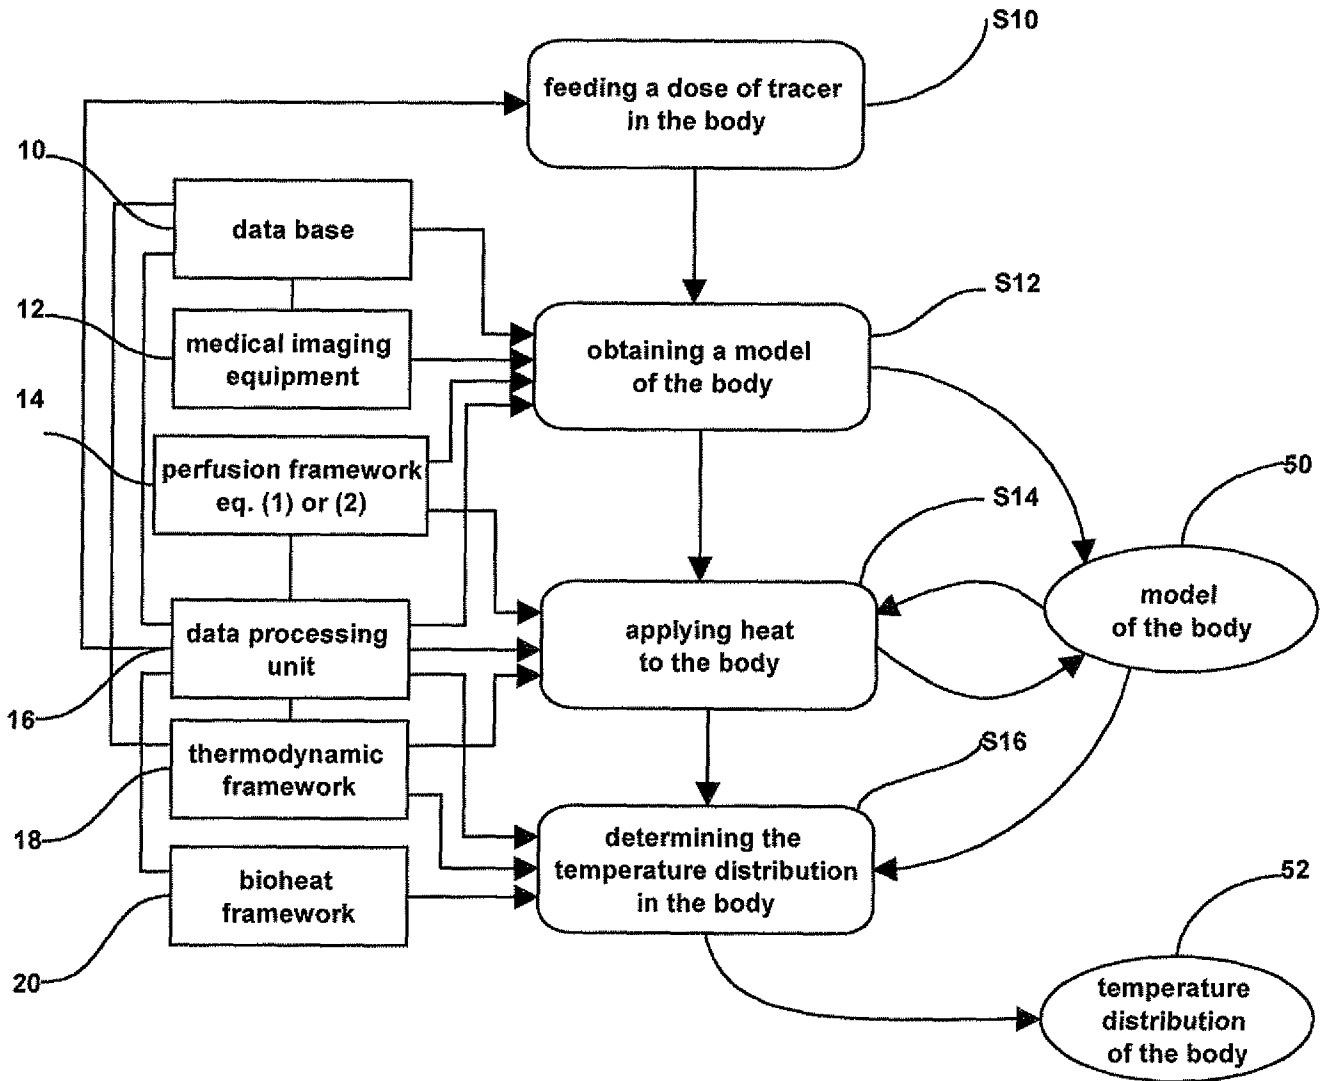 S10
feeding a dose of tracer
in the body
10
data base
S12
12
medical imaging
equipment
obtaining a model
of the body
14
perfusion framework
eq. (1) or (2)
50
S14
model
of the body
data processing
unit
applying heat
to the body
16
S16
thermodynamic
framework
18
determining the
temperature distribution
in the body
bioheat
framework
52
20
temperature
distribution
of the body